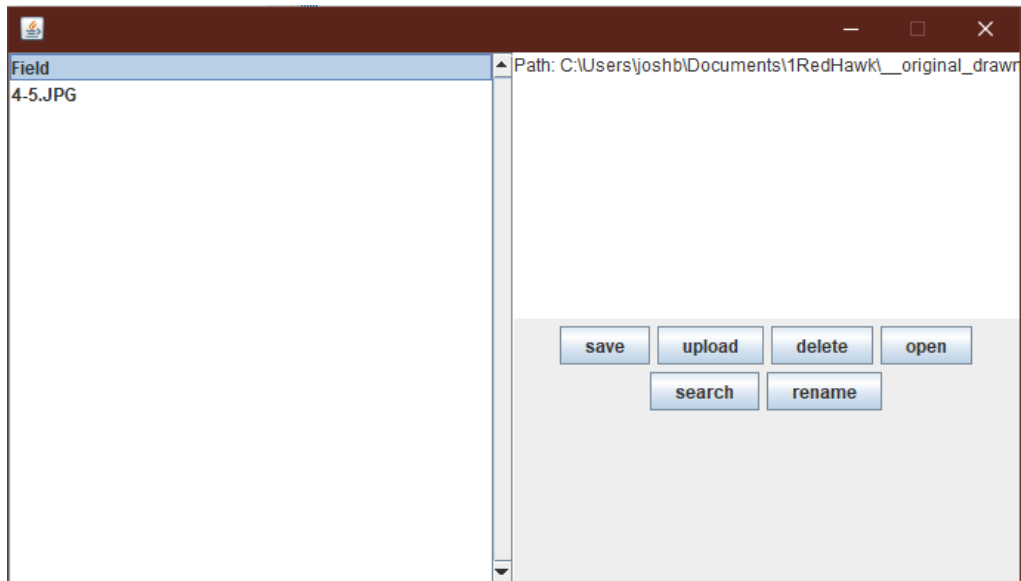 Field
4-5.JPG
Path: C:\Users\joshb\Documents\1RedHawk\__original_drawn
save upload delete open
search rename